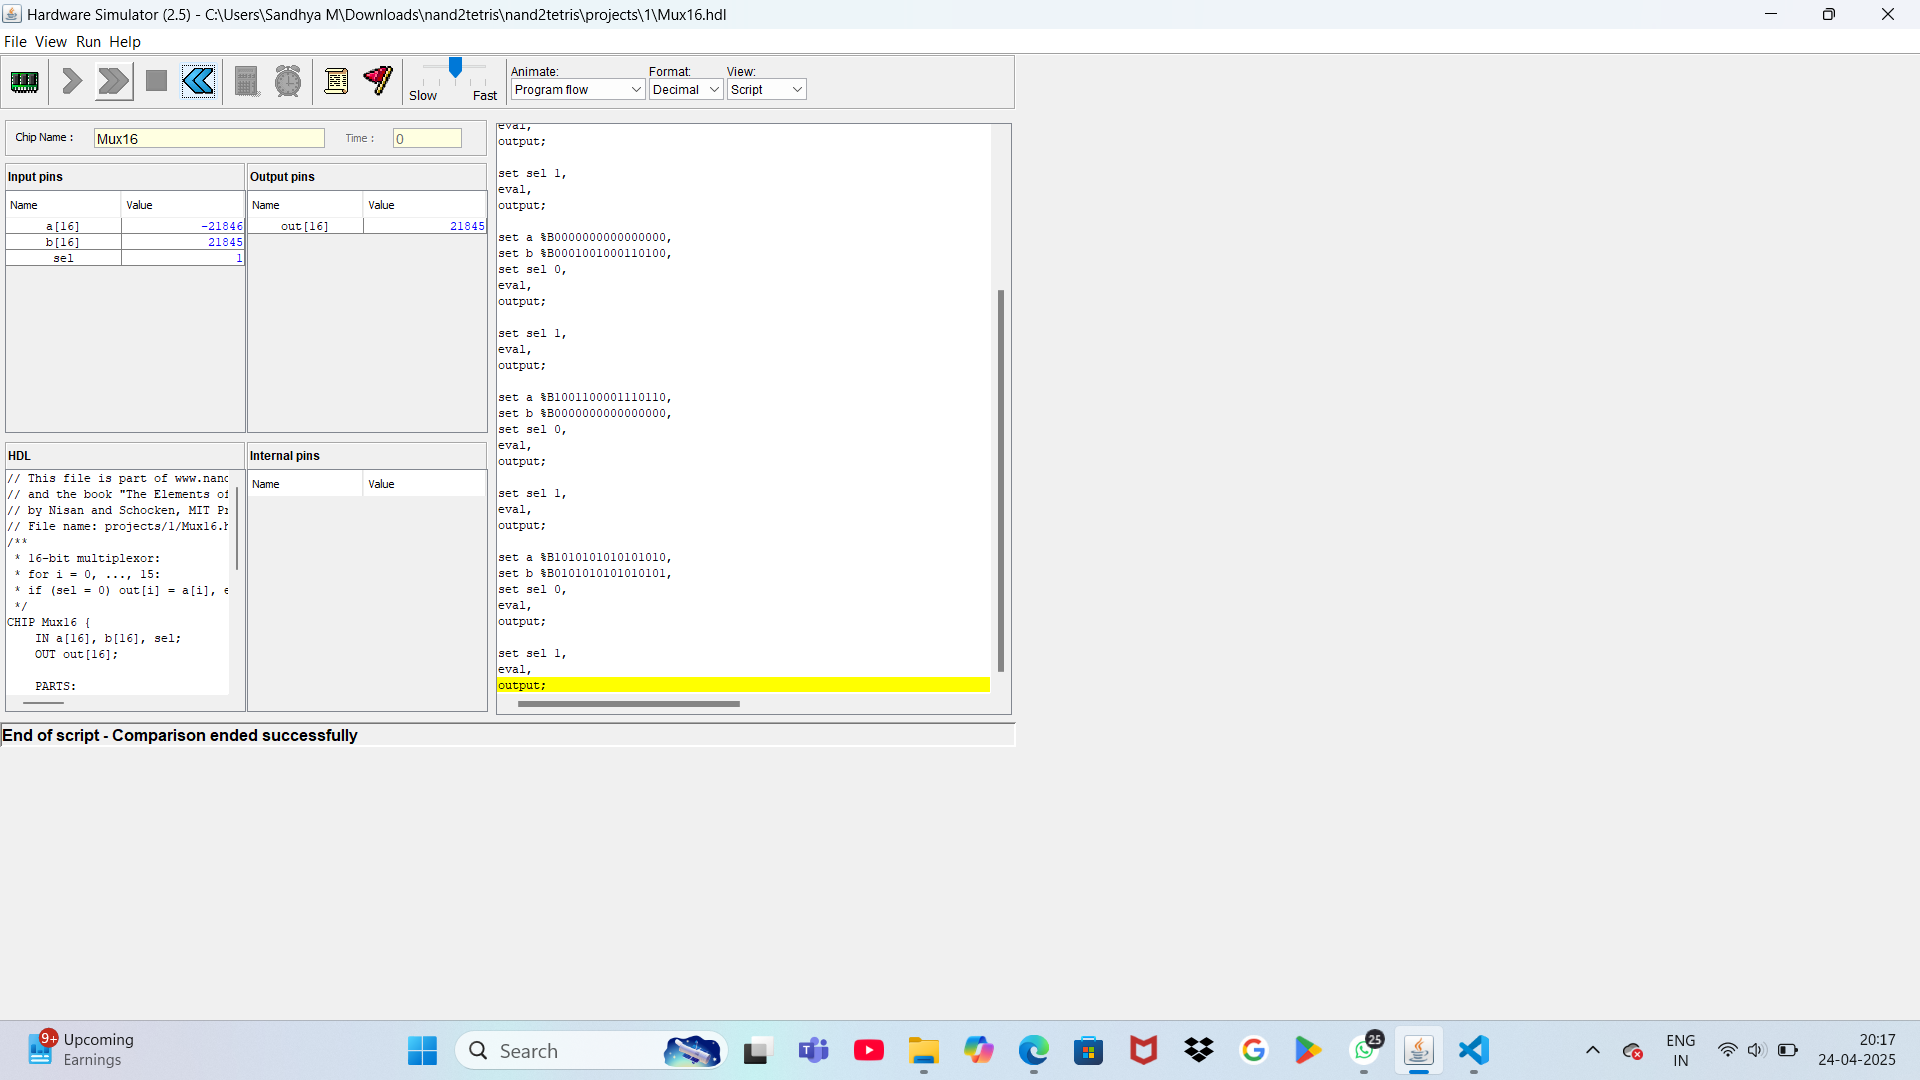 Hardware Simulator (2.5) - C:\Users\Sandhya M\Downloads\nand2tetris\nand2tetris\projects\1\Mux16.hdl
File View Run Help
Slow Fast
Animate: Format: View:
Program flow Decimal Script
Chip Name : Mux16 Time : 0
Input pins
Name Value
a[16] -21846
b[16] 21845
sel 1
Output pins
Name Value
out[16] 21845
HDL
// This file is part of www.nand
// and the book "The Elements of
// by Nisan and Schocken, MIT Pr
// File name: projects/1/Mux16.h
/**
* 16-bit multiplexor:
* for i = 0, ..., 15:
* if (sel = 0) out[i] = a[i], e
*/
CHIP Mux16 {
IN a[16], b[16], sel;
OUT out[16];
PARTS:
Internal pins
Name Value
eval,
output;
set sel 1,
eval,
output;
set a %B0000000000000000,
set b %B0001001000110100,
set sel 0,
eval,
output;
set sel 1,
eval,
output;
set a %B1001100001110110,
set b %B0000000000000000,
set sel 0,
eval,
output;
set sel 1,
eval,
output;
set a %B1010101010101010,
set b %B0101010101010101,
set sel 0,
eval,
output;
set sel 1,
eval,
output;
End of script - Comparison ended successfully
9+ Upcoming
Earnings
Search
25
ENG
IN
20:17
24-04-2025